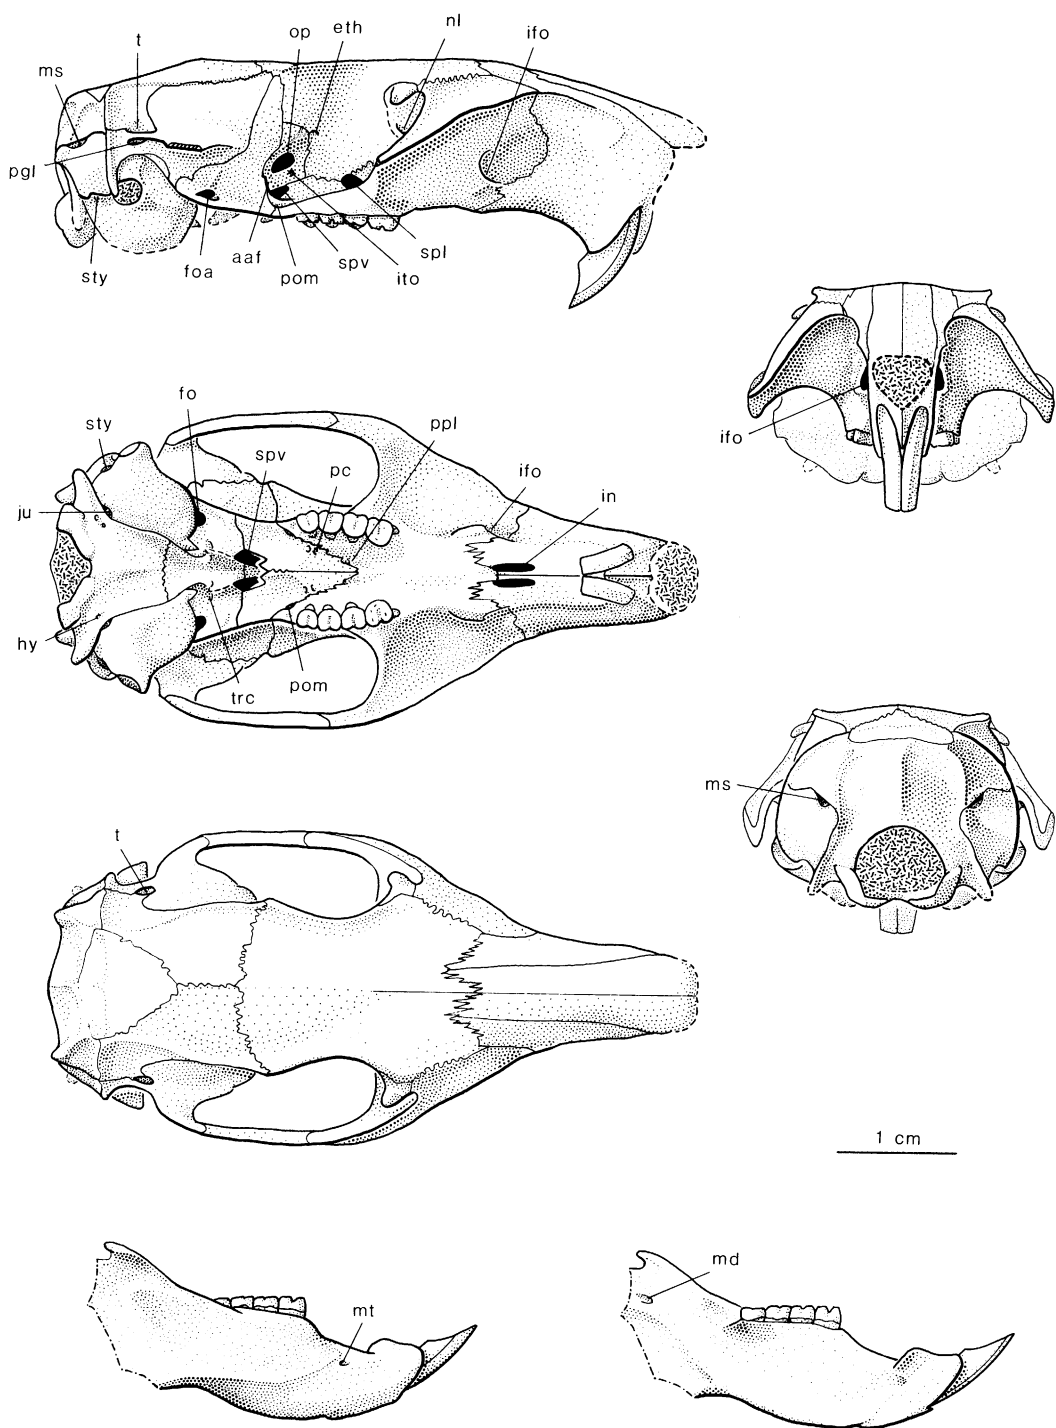 t
op
eth
nl
ifo
ms
pgl
sty
foa
aaf
pom
spv
ito
spl
ifo
fo
sty
spv
pc
ppl
ifo
in
ju
hy
trc
pom
ms
t
1 cm
mt
md